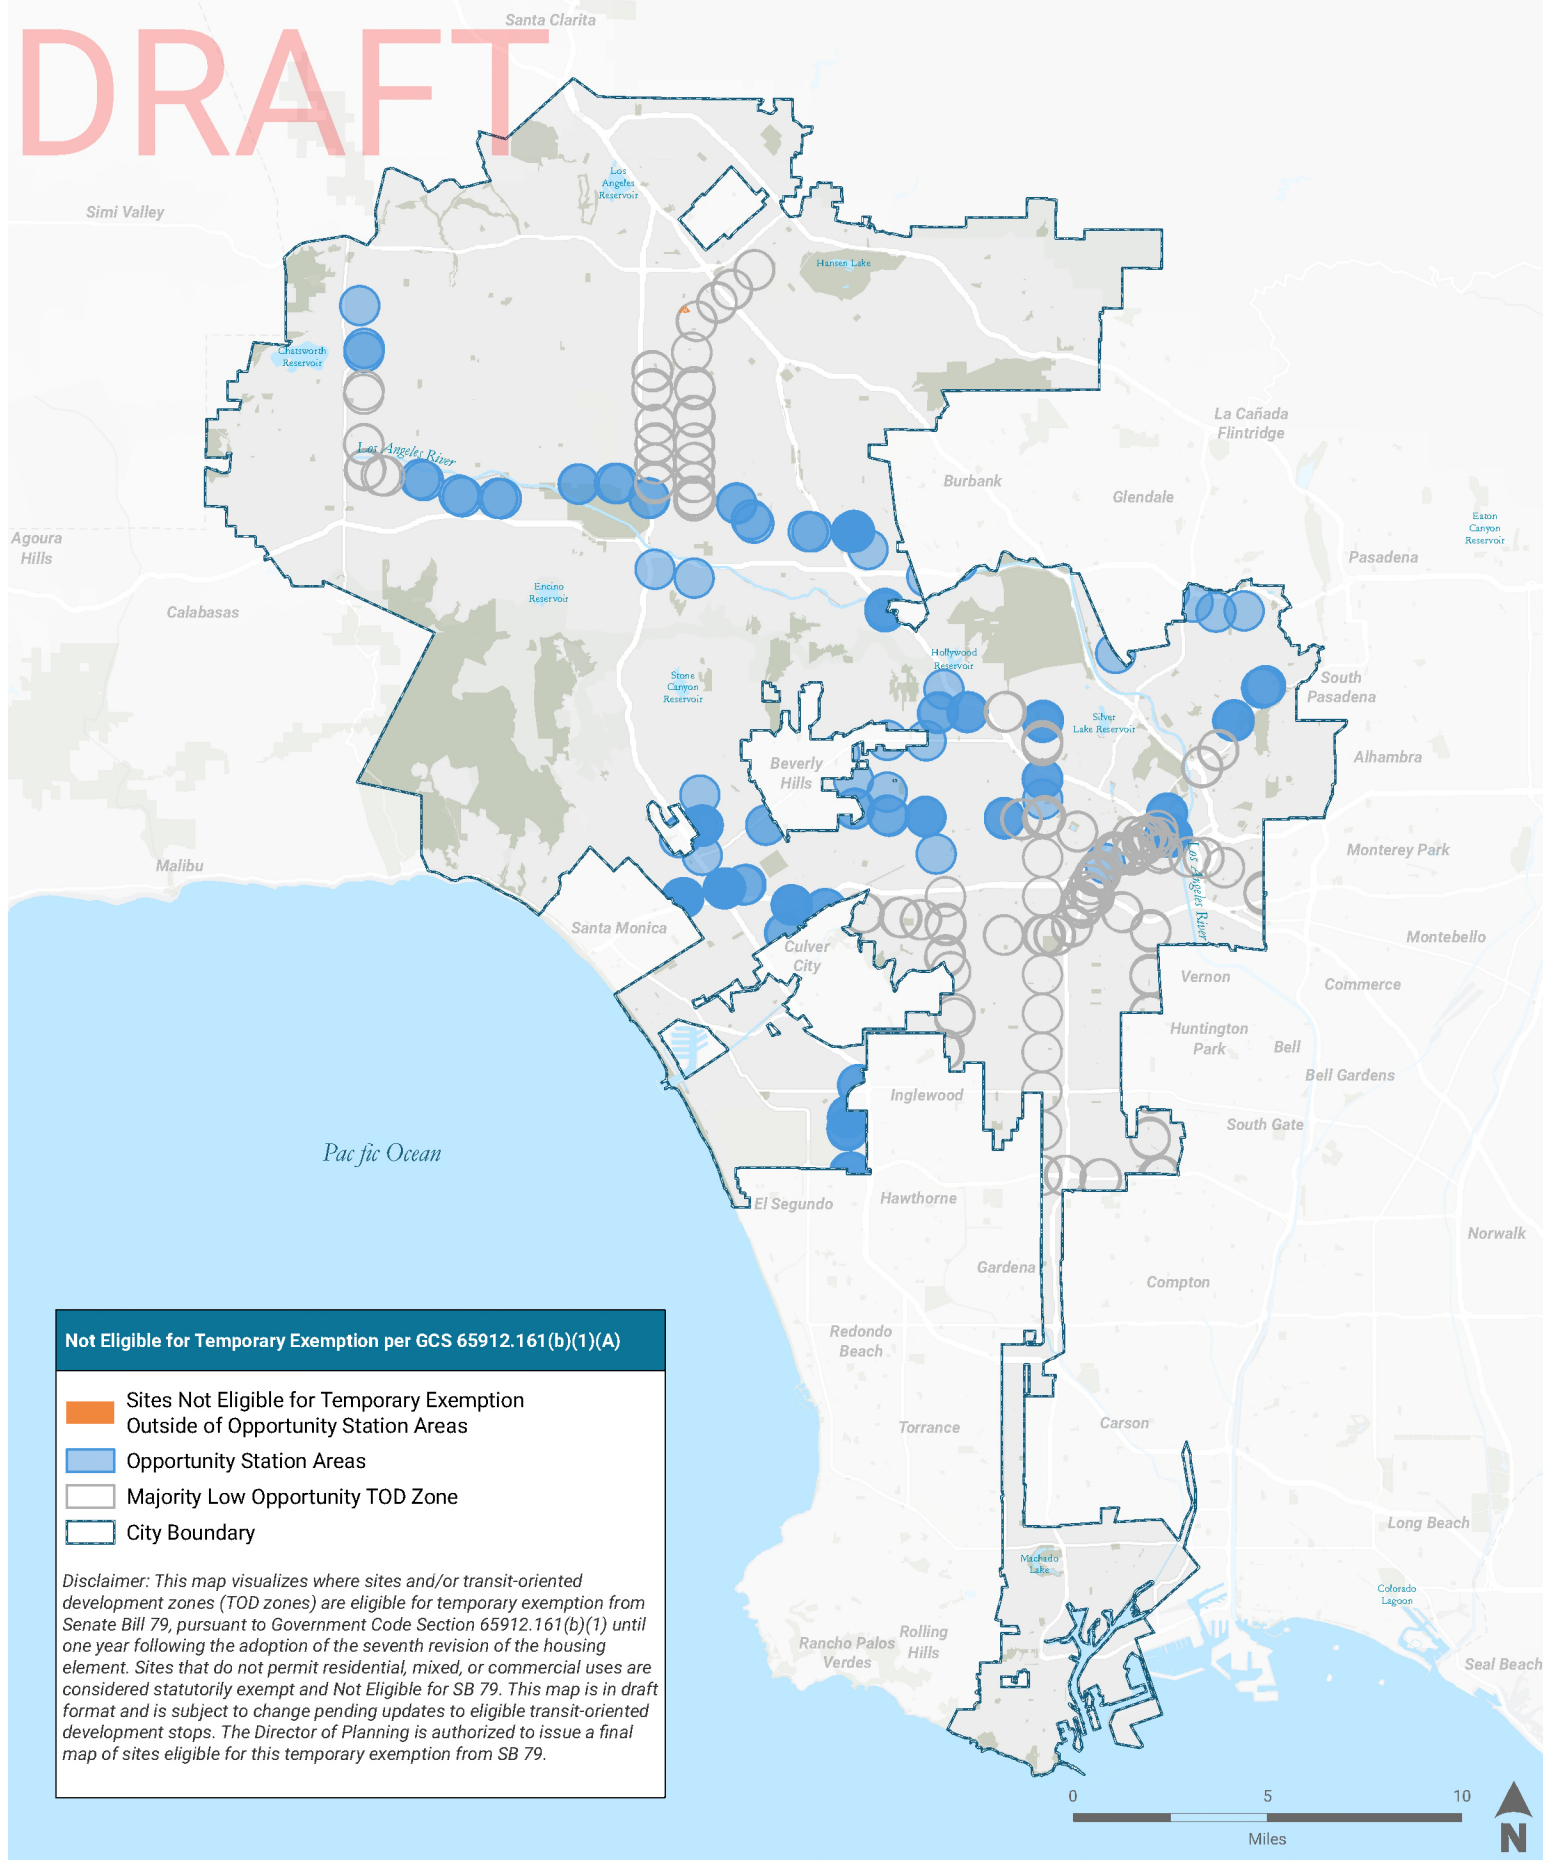 DRAFT
Santa Clarita
Los
Angeles
Reservoir
Simi Valley
Hansen Lake
Chatsworth
Reservoir
La Cañada
Flintridge
Los Angeles River
Burbank
Glendale
Eaton
Canyon
Reservoir
Agoura
Hills
Pasadena
Encino
Reservoir
Calabasas
Hollywood
Reservoir
Stone
Canyon
Reservoir
South
Pasadena
Silver
Lake Reservoir
Beverly
Hills
Alhambra
Malibu
Monterey Park
Los Angeles River
Santa Monica
Culver
City
Montebello
Vernon
Commerce
Huntington
Park
Bell
Bell Gardens
Inglewood
South Gate
Pac fic Ocean
El Segundo
Hawthorne
Norwalk
Gardena
Compton
Redondo
Beach
Torrance
Carson
Long Beach
Machado
Lake
Colorado
Lagoon
Rancho Palos
Verdes
Rolling
Hills
Seal Beach
Not Eligible for Temporary Exemption per GCS 65912.161(b)(1)(A)
Sites Not Eligible for Temporary Exemption
Outside of Opportunity Station Areas
Opportunity Station Areas
Majority Low Opportunity TOD Zone
City Boundary
Disclaimer: This map visualizes where sites and/or transit-oriented
development zones (TOD zones) are eligible for temporary exemption from
Senate Bill 79, pursuant to Government Code Section 65912.161(b)(1) until
one year following the adoption of the seventh revision of the housing
element. Sites that do not permit residential, mixed, or commercial uses are
considered statutorily exempt and Not Eligible for SB 79. This map is in draft
format and is subject to change pending updates to eligible transit-oriented
development stops. The Director of Planning is authorized to issue a final
map of sites eligible for this temporary exemption from SB 79.
0 5 10
Miles
N